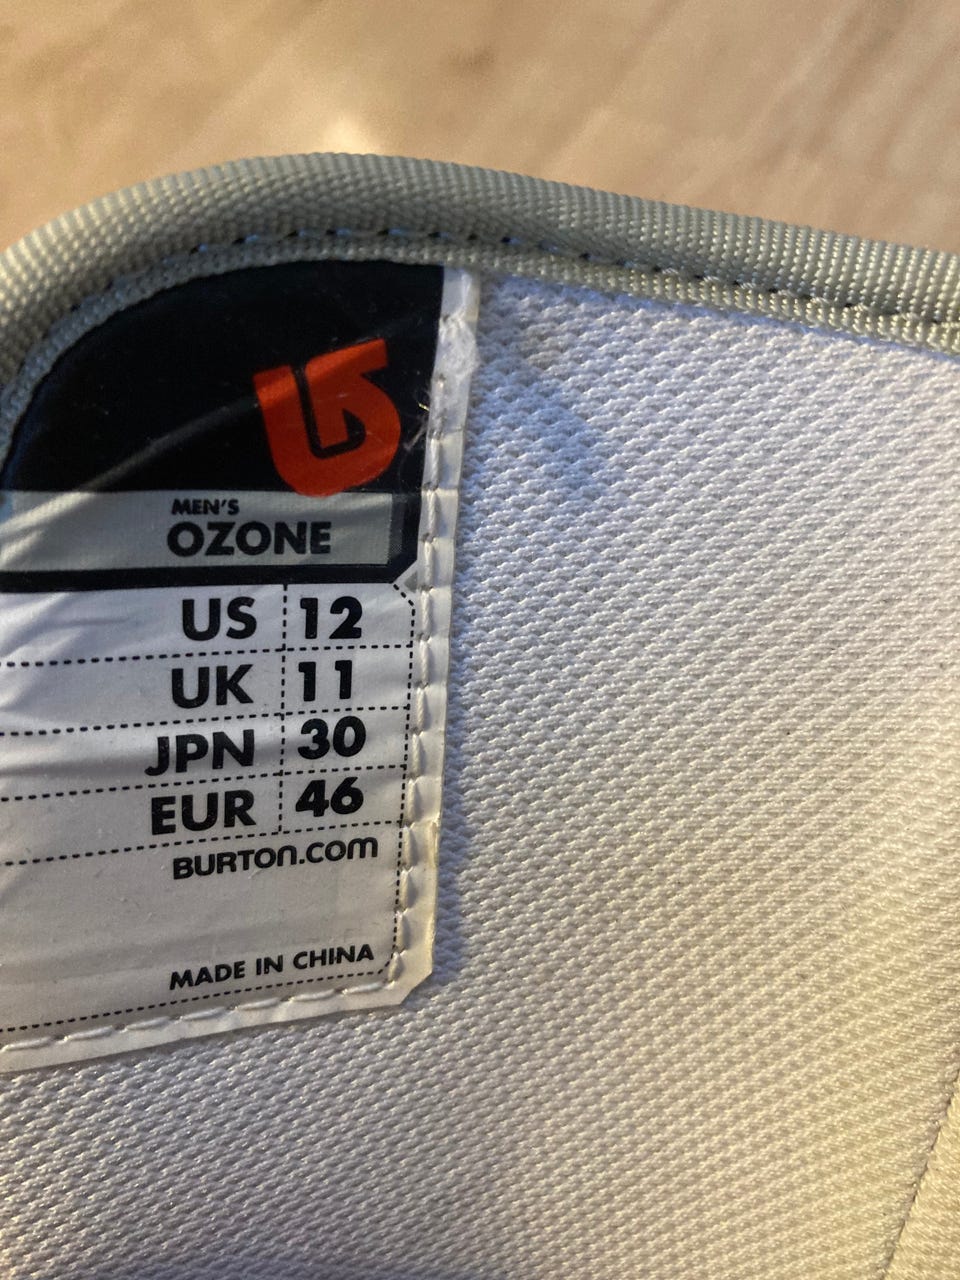 MEN'S
OZONE
US 12
UK 11
JPN 30
EUR 46
BURTON.COM
MADE IN CHINA